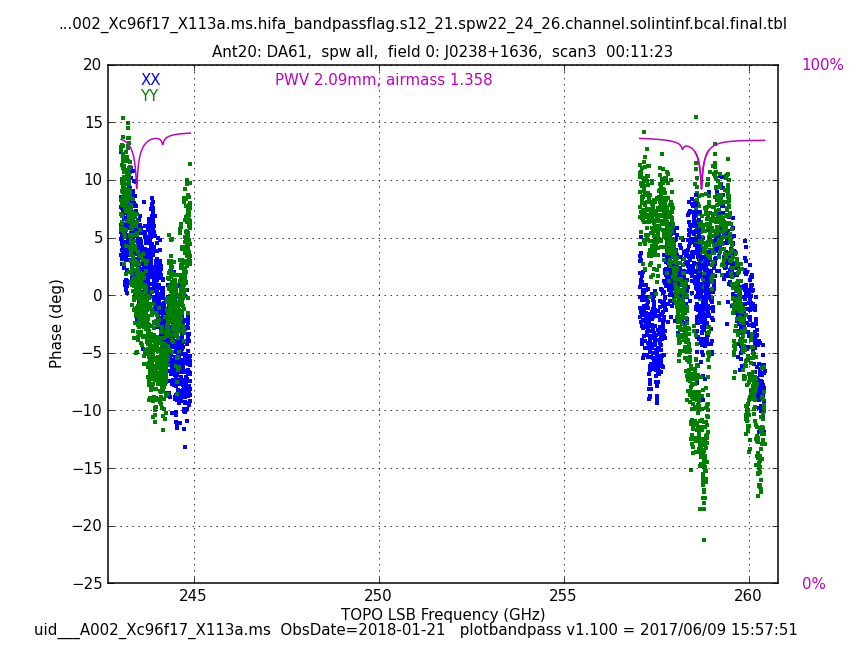 ...002_Xc96f17_X113a.ms.hifa_bandpassflag.s12_21.spw22_24_26.channel.solintinf.bcal.final.tbl
Ant20: DA61,  spw all,  field 0: J0238+1636,  scan3  00:11:23
XX
YY
PWV 2.09mm, airmass 1.358
100%
0%
20
15
10
5
0
−5
−10
−15
−20
−25
Phase (deg)
245
250
255
260
TOPO LSB Frequency (GHz)
uid___A002_Xc96f17_X113a.ms  ObsDate=2018-01-21   plotbandpass v1.100 = 2017/06/09 15:57:51